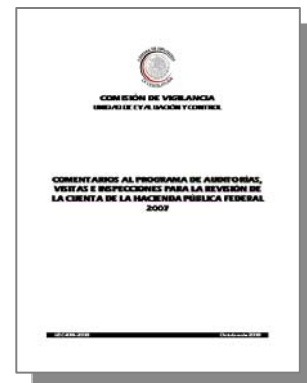 COMISIÓN DE VIGILANCIA
UNIDAD DE EVALUACIÓN Y CONTROL
COMENTARIOS AL PROGRAMA DE AUDITORÍAS,
VISITAS E INSPECCIONES PARA LA REVISIÓN DE
LA CUENTA DE LA HACIENDA PÚBLICA FEDERAL
2007